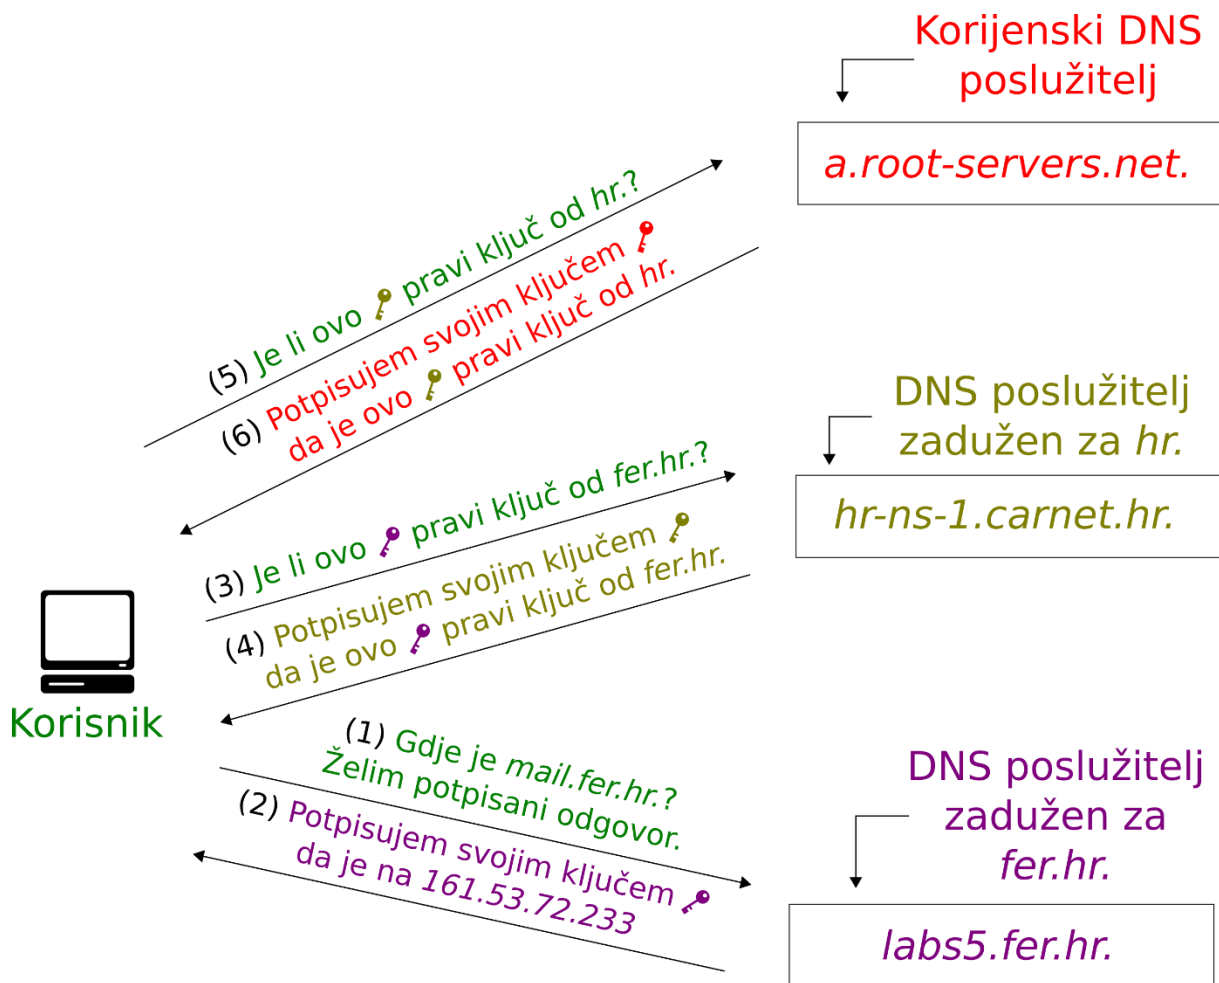 Korijenski DNS
poslužitelj
a.root-servers.net.
(5) Je li ovo pravi ključ od hr.?
(6) Potpisujem svojim ključem
da je ovo pravi ključ od hr.
DNS poslužitelj
zadužen za hr.
hr-ns-1.carnet.hr.
(3) Je li ovo pravi ključ od fer.hr.?
(4) Potpisujem svojim ključem
da je ovo pravi ključ od fer.hr.
Korisnik
(1) Gdje je mail.fer.hr.?
Želim potpisani odgovor.
(2) Potpisujem svojim ključem
da je na 161.53.72.233
DNS poslužitelj
zadužen za
fer.hr.
labs5.fer.hr.